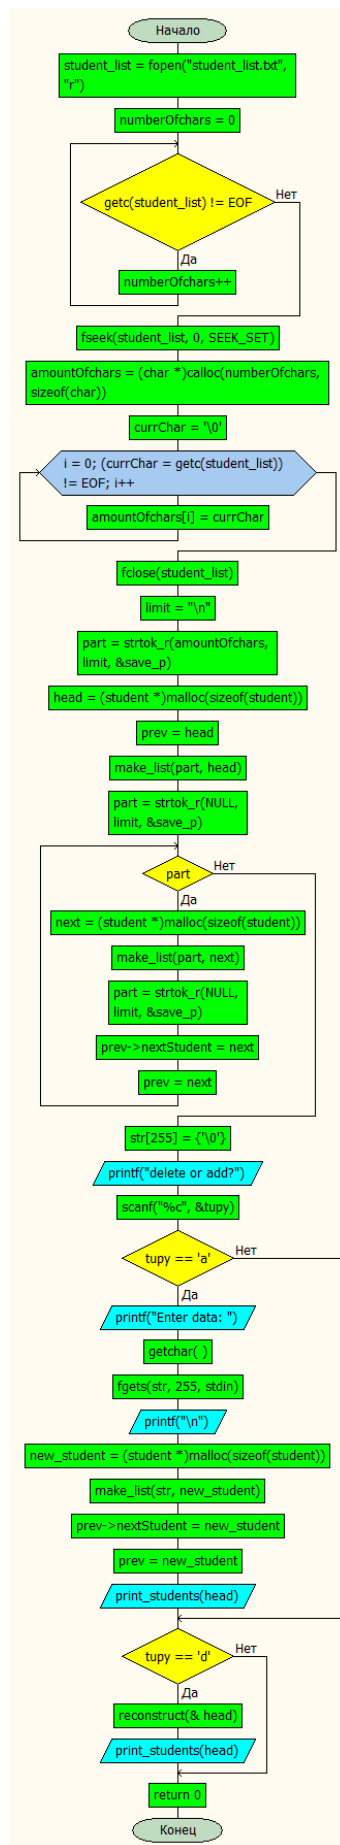 Начало
student_list = fopen("student_list.txt",
"r")
numberOfchars = 0
getc(student_list) != EOF
Нет
Да
numberOfchars++
fseek(student_list, 0, SEEK_SET)
amountOfchars = (char *)calloc(numberOfchars,
sizeof(char))
currChar = '\0'
i = 0; (currChar = getc(student_list))
!= EOF; i++
amountOfchars[i] = currChar
fclose(student_list)
limit = "\n"
part = strtok_r(amountOfchars,
limit, &save_p)
head = (student *)malloc(sizeof(student))
prev = head
make_list(part, head)
part = strtok_r(NULL,
limit, &save_p)
part
Нет
Да
next = (student *)malloc(sizeof(student))
make_list(part, next)
part = strtok_r(NULL,
limit, &save_p)
prev->nextStudent = next
prev = next
str[255] = {'\0'}
printf("delete or add?")
scanf("%c", &tupy)
tupy == 'a'
Нет
Да
printf("Enter data: ")
getchar( )
fgets(str, 255, stdin)
printf("\n")
new_student = (student *)malloc(sizeof(student))
make_list(str, new_student)
prev->nextStudent = new_student
prev = new_student
print_students(head)
tupy == 'd'
Нет
Да
reconstruct(& head)
print_students(head)
return 0
Конец